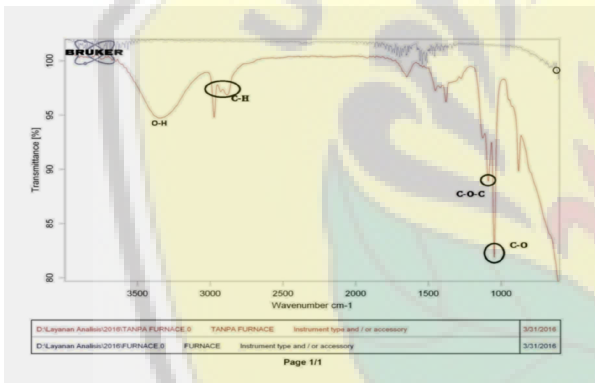 BRUKER
Transmittance [%]
100
95
90
85
80
O-H
C-H
C-O-C
C-O
3500
3000
2500
2000
1500
1000
Wavenumber cm-1
D:\Layanan Analisis\2016\TANPA FURNACE.0 TANPA FURNACE Instrument type and / or accessory 3/31/2016
D:\Layanan Analisis\2016\FURNACE.0 FURNACE Instrument type and / or accessory 3/31/2016
Page 1/1